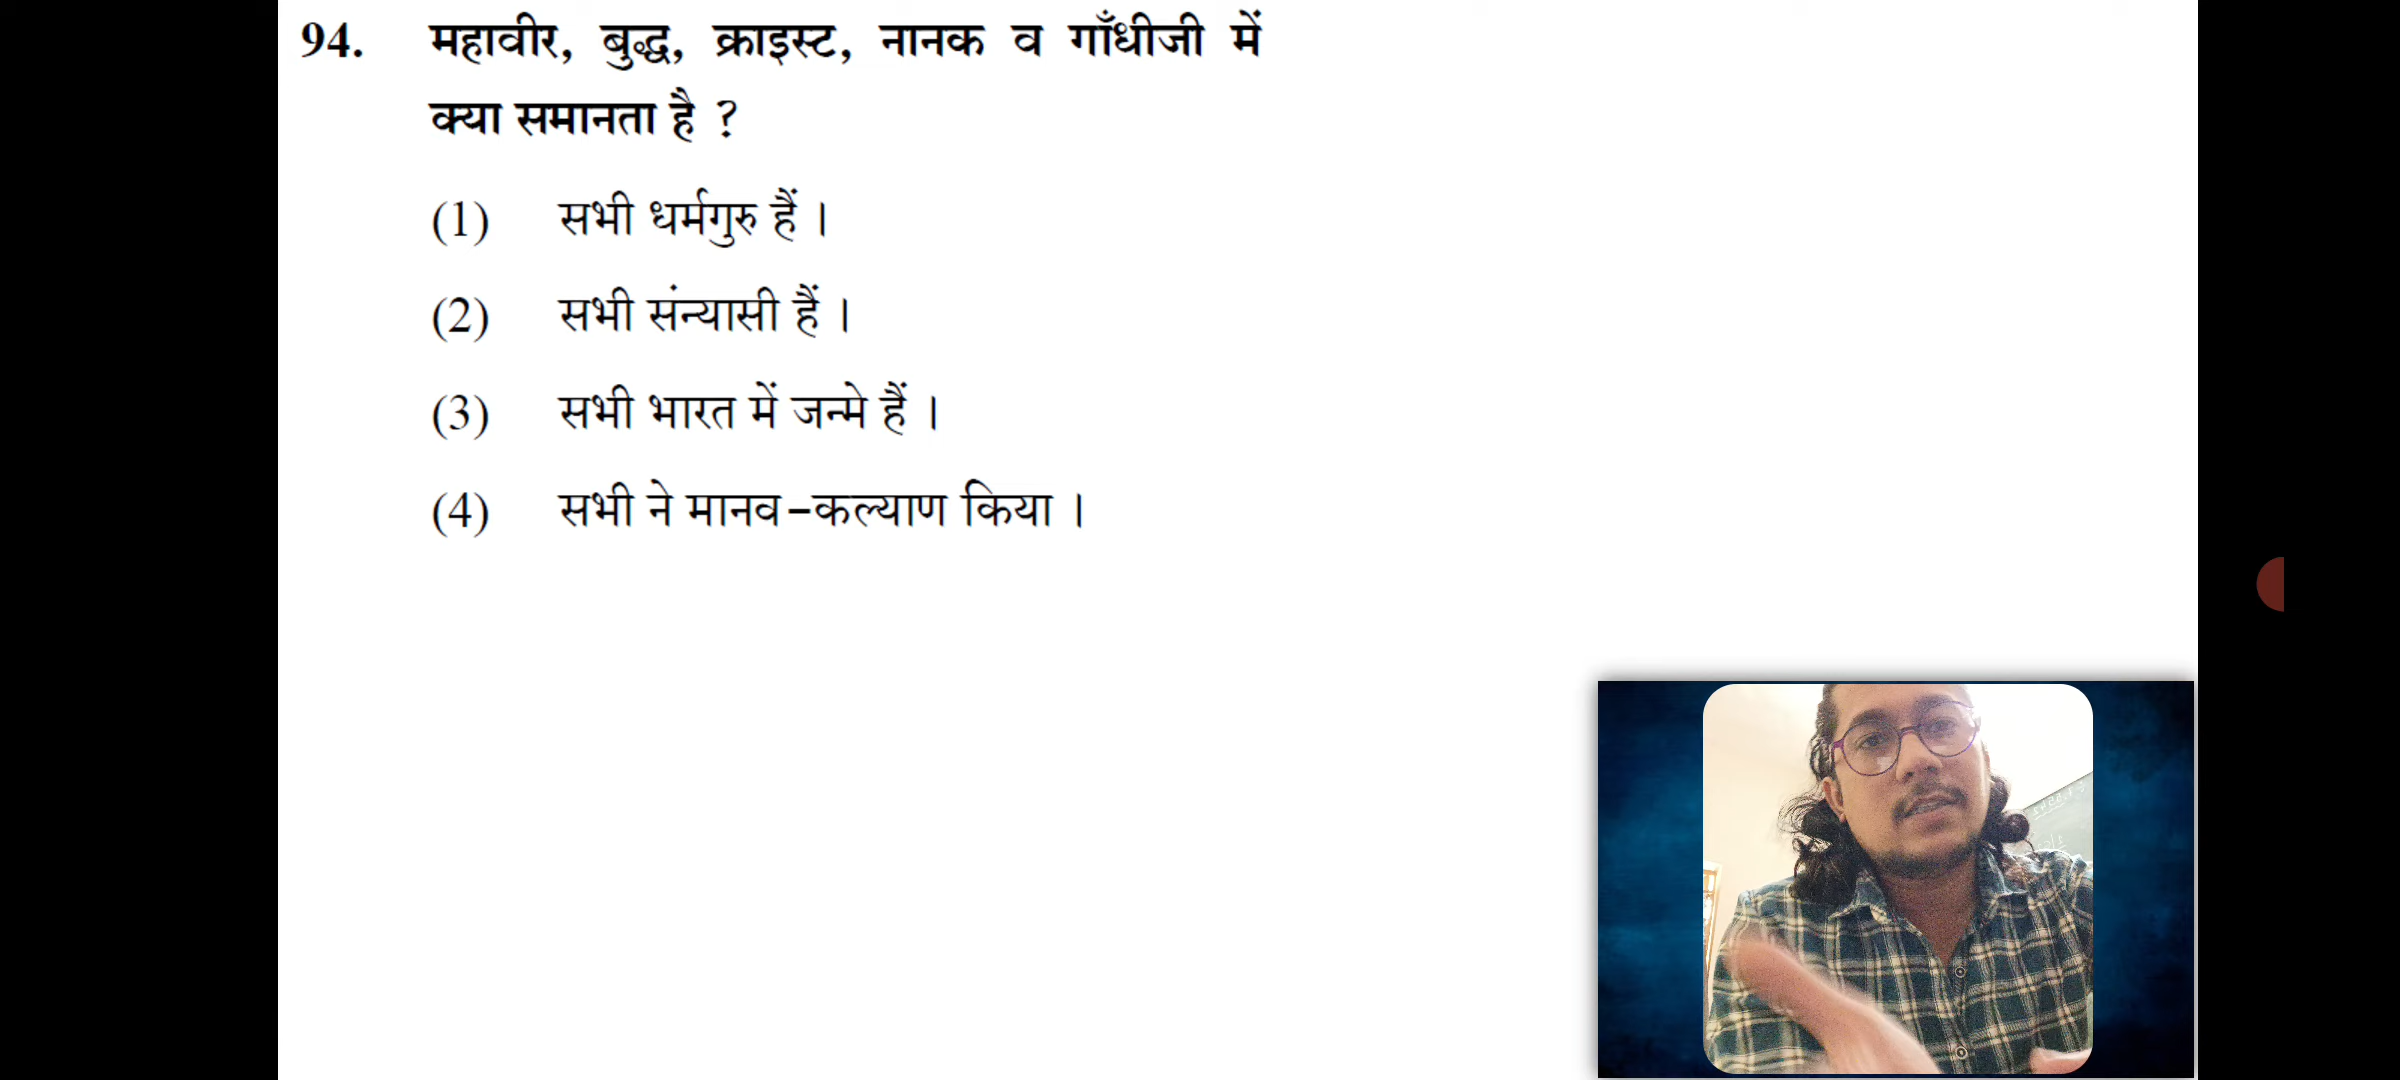 94. महावीर, बुद्ध, क्राइस्ट, नानक व गाँधीजी में
क्या समानता है ?
(1) सभी धर्मगुरु हैं ।
(2) सभी संन्यासी हैं ।
(3) सभी भारत में जन्मे हैं ।
(4) सभी ने मानव-कल्याण किया ।